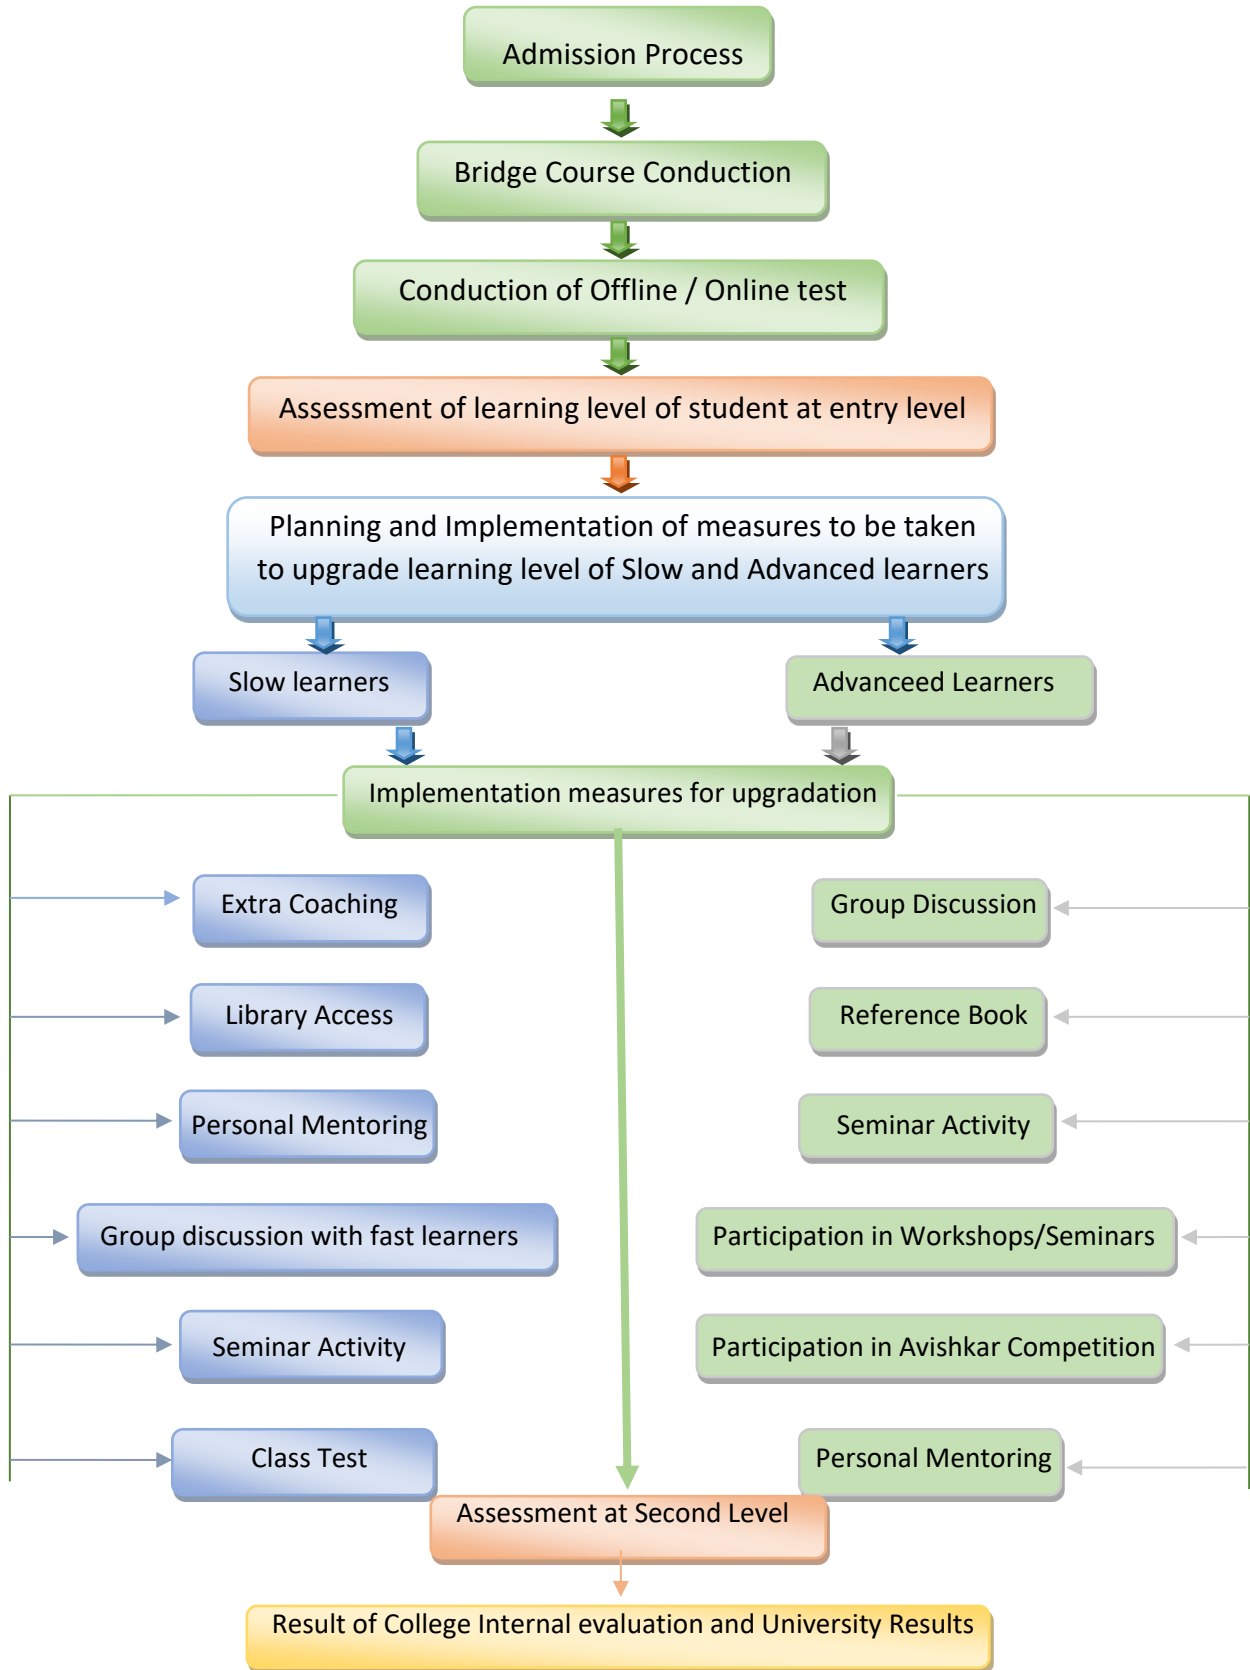 Admission Process
Bridge Course Conduction
Conduction of Offline / Online test
Assessment of learning level of student at entry level
Planning and Implementation of measures to be taken
to upgrade learning level of Slow and Advanced learners
Slow learners
Advanceed Learners
Implementation measures for upgradation
Extra Coaching
Group Discussion
Library Access
Reference Book
Personal Mentoring
Seminar Activity
Group discussion with fast learners
Participation in Workshops/Seminars
Seminar Activity
Participation in Avishkar Competition
Class Test
Personal Mentoring
Assessment at Second Level
Result of College Internal evaluation and University Results